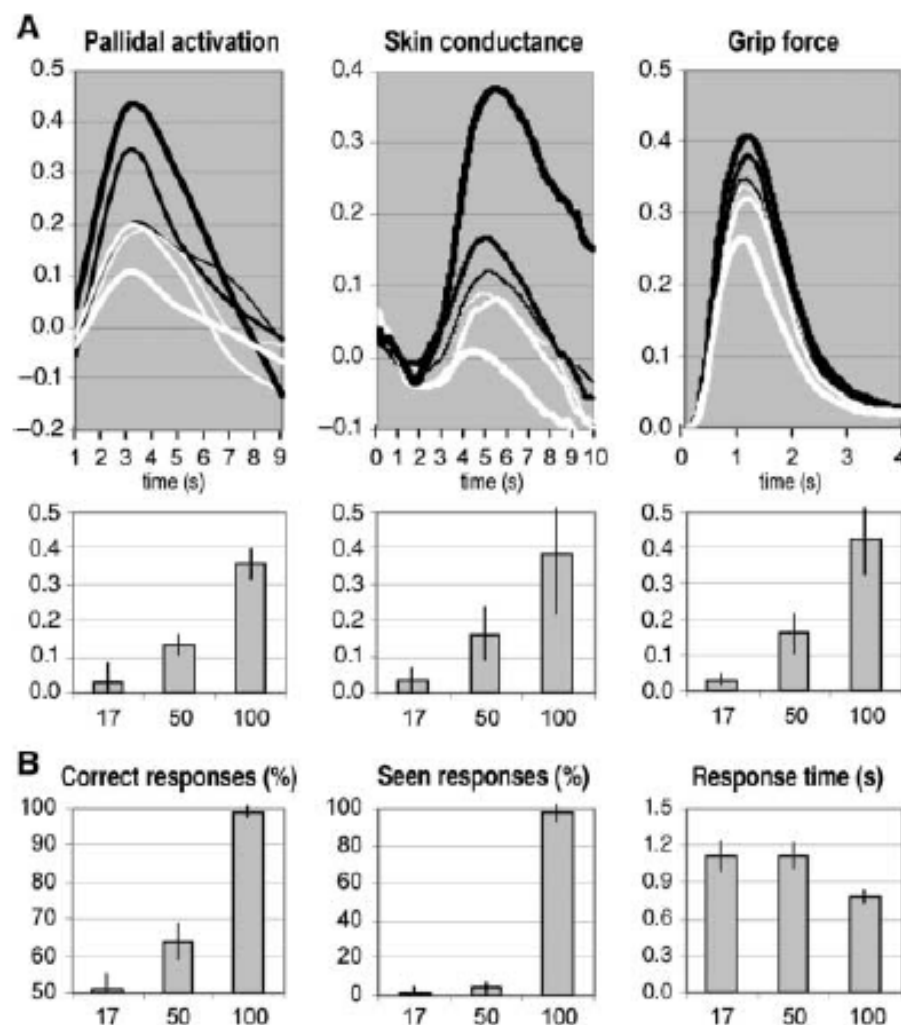 A
Pallidal activation
0.5
0.4
0.3
0.2
0.1
0.0
–0.1
–0.2
1 2 3 4 5 6 7 8 9
time (s)
Skin conductance
0.4
0.3
0.2
0.1
0.0
–0.1
0 1 2 3 4 5 6 7 8 9 10
time (s)
Grip force
0.5
0.4
0.3
0.2
0.1
0.0
0 1 2 3 4
time (s)
0.5
0.4
0.3
0.2
0.1
0.0
17 50 100
0.5
0.4
0.3
0.2
0.1
0.0
17 50 100
0.5
0.4
0.3
0.2
0.1
0.0
17 50 100
B
Correct responses (%)
100
90
80
70
60
50
17 50 100
Seen responses (%)
100
80
60
40
20
0
17 50 100
Response time (s)
1.5
1.2
0.9
0.6
0.3
0.0
17 50 100